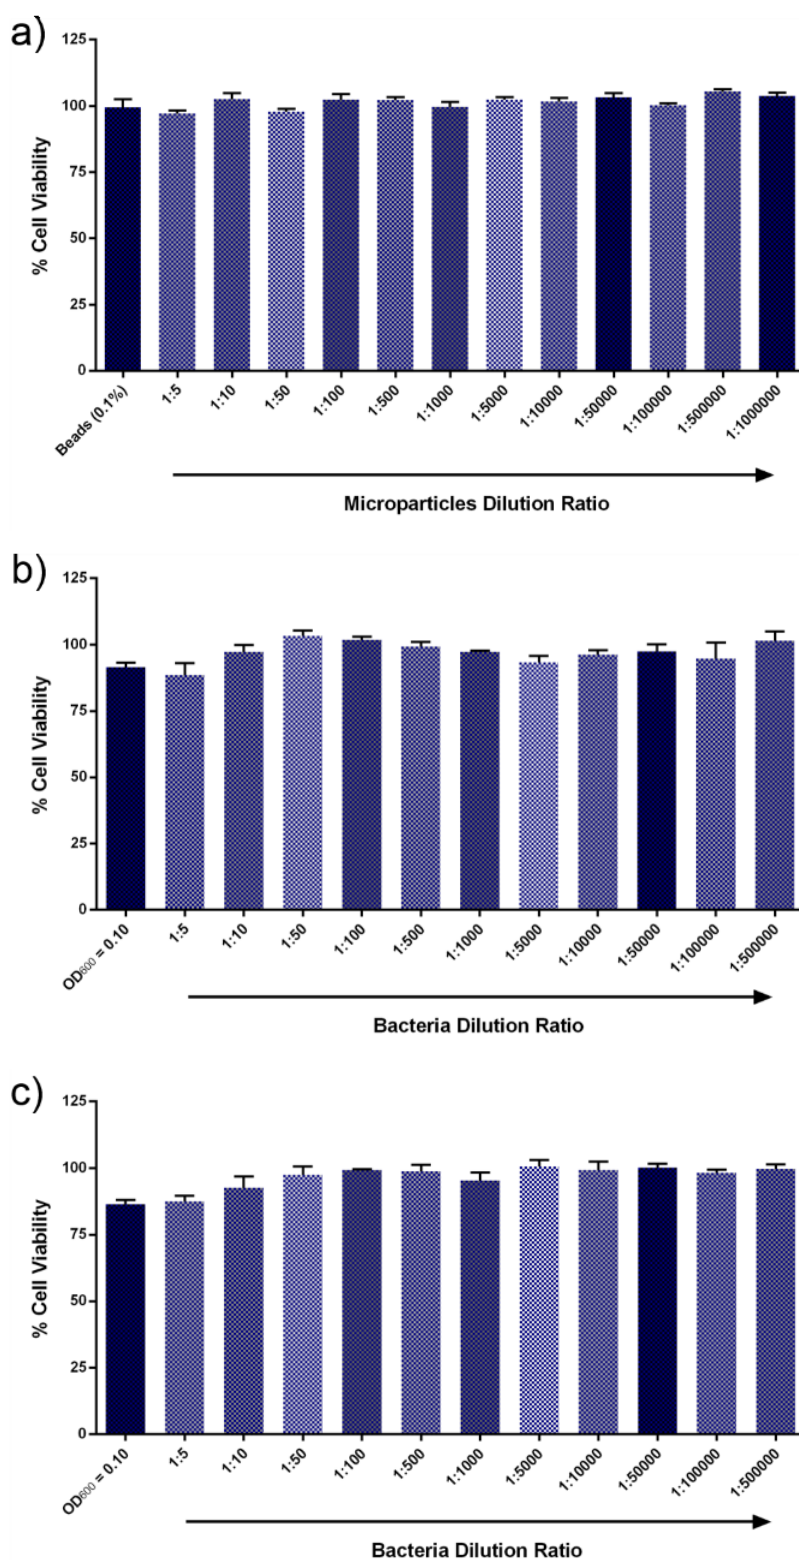 a)
125
100
75
50
25
0
% Cell Viability
Beads (0.1%) 1:5 1:10 1:50 1:100 1:500 1:1000 1:5000 1:10000 1:50000 1:100000 1:500000 1:1000000
Microparticles Dilution Ratio
b)
125
100
75
50
25
0
% Cell Viability
OD600 = 0.10 1:5 1:10 1:50 1:100 1:500 1:1000 1:5000 1:10000 1:50000 1:100000 1:500000
Bacteria Dilution Ratio
c)
125
100
75
50
25
0
% Cell Viability
OD600 = 0.10 1:5 1:10 1:50 1:100 1:500 1:1000 1:5000 1:10000 1:50000 1:100000 1:500000
Bacteria Dilution Ratio